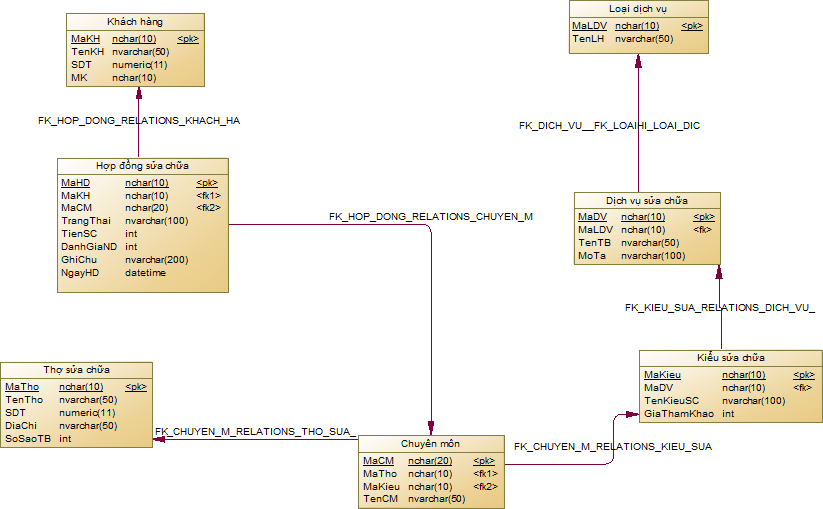 Khách hàng
MaKH nchar(10) <pk>
TenKH nvarchar(50)
SDT numeric(11)
MK nchar(10)
Loại dịch vụ
MaLDV nchar(10) <pk>
TenLH nvarchar(50)
FK_HOP_DONG_RELATIONS_KHACH_HA
FK_DICH_VU__FK_LOAIHI_LOAI_DIC
Hợp đồng sửa chữa
MaHD nchar(10) <pk>
MaKH nchar(10) <fk1>
MaCM nchar(20) <fk2>
TrangThai nvarchar(100)
TienSC int
DanhGiaND int
GhiChu nvarchar(200)
NgayHD datetime
FK_HOP_DONG_RELATIONS_CHUYEN_M
Dịch vụ sửa chữa
MaDV nchar(10) <pk>
MaLDV nchar(10) <fk>
TenTB nvarchar(50)
MoTa nvarchar(100)
FK_KIEU_SUA_RELATIONS_DICH_VU_
Kiểu sửa chữa
MaKieu nchar(10) <pk>
MaDV nchar(10) <fk>
TenKieuSC nvarchar(100)
GiaThamKhao int
Thợ sửa chữa
MaTho nchar(10) <pk>
TenTho nvarchar(50)
SDT numeric(11)
DiaChi nvarchar(50)
SoSaoTB int
FK_CHUYEN_M_RELATIONS_THO_SUA_
FK_CHUYEN_M_RELATIONS_KIEU_SUA
Chuyên môn
MaCM nchar(20) <pk>
MaTho nchar(10) <fk1>
MaKieu nchar(10) <fk2>
TenCM nvarchar(50)